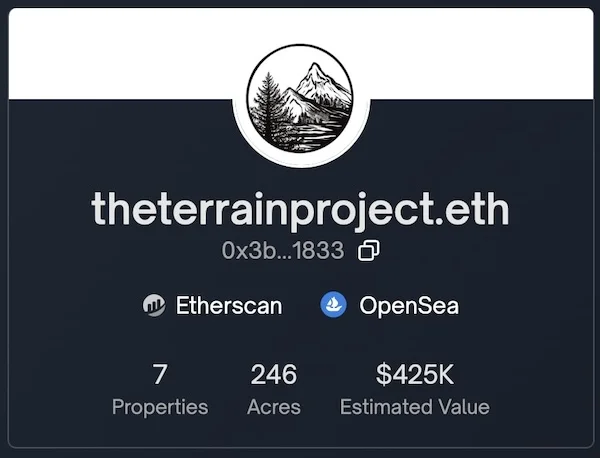 theterrainproject.eth
0x3b...1833
Etherscan OpenSea
7 246 $425K
Properties Acres Estimated Value